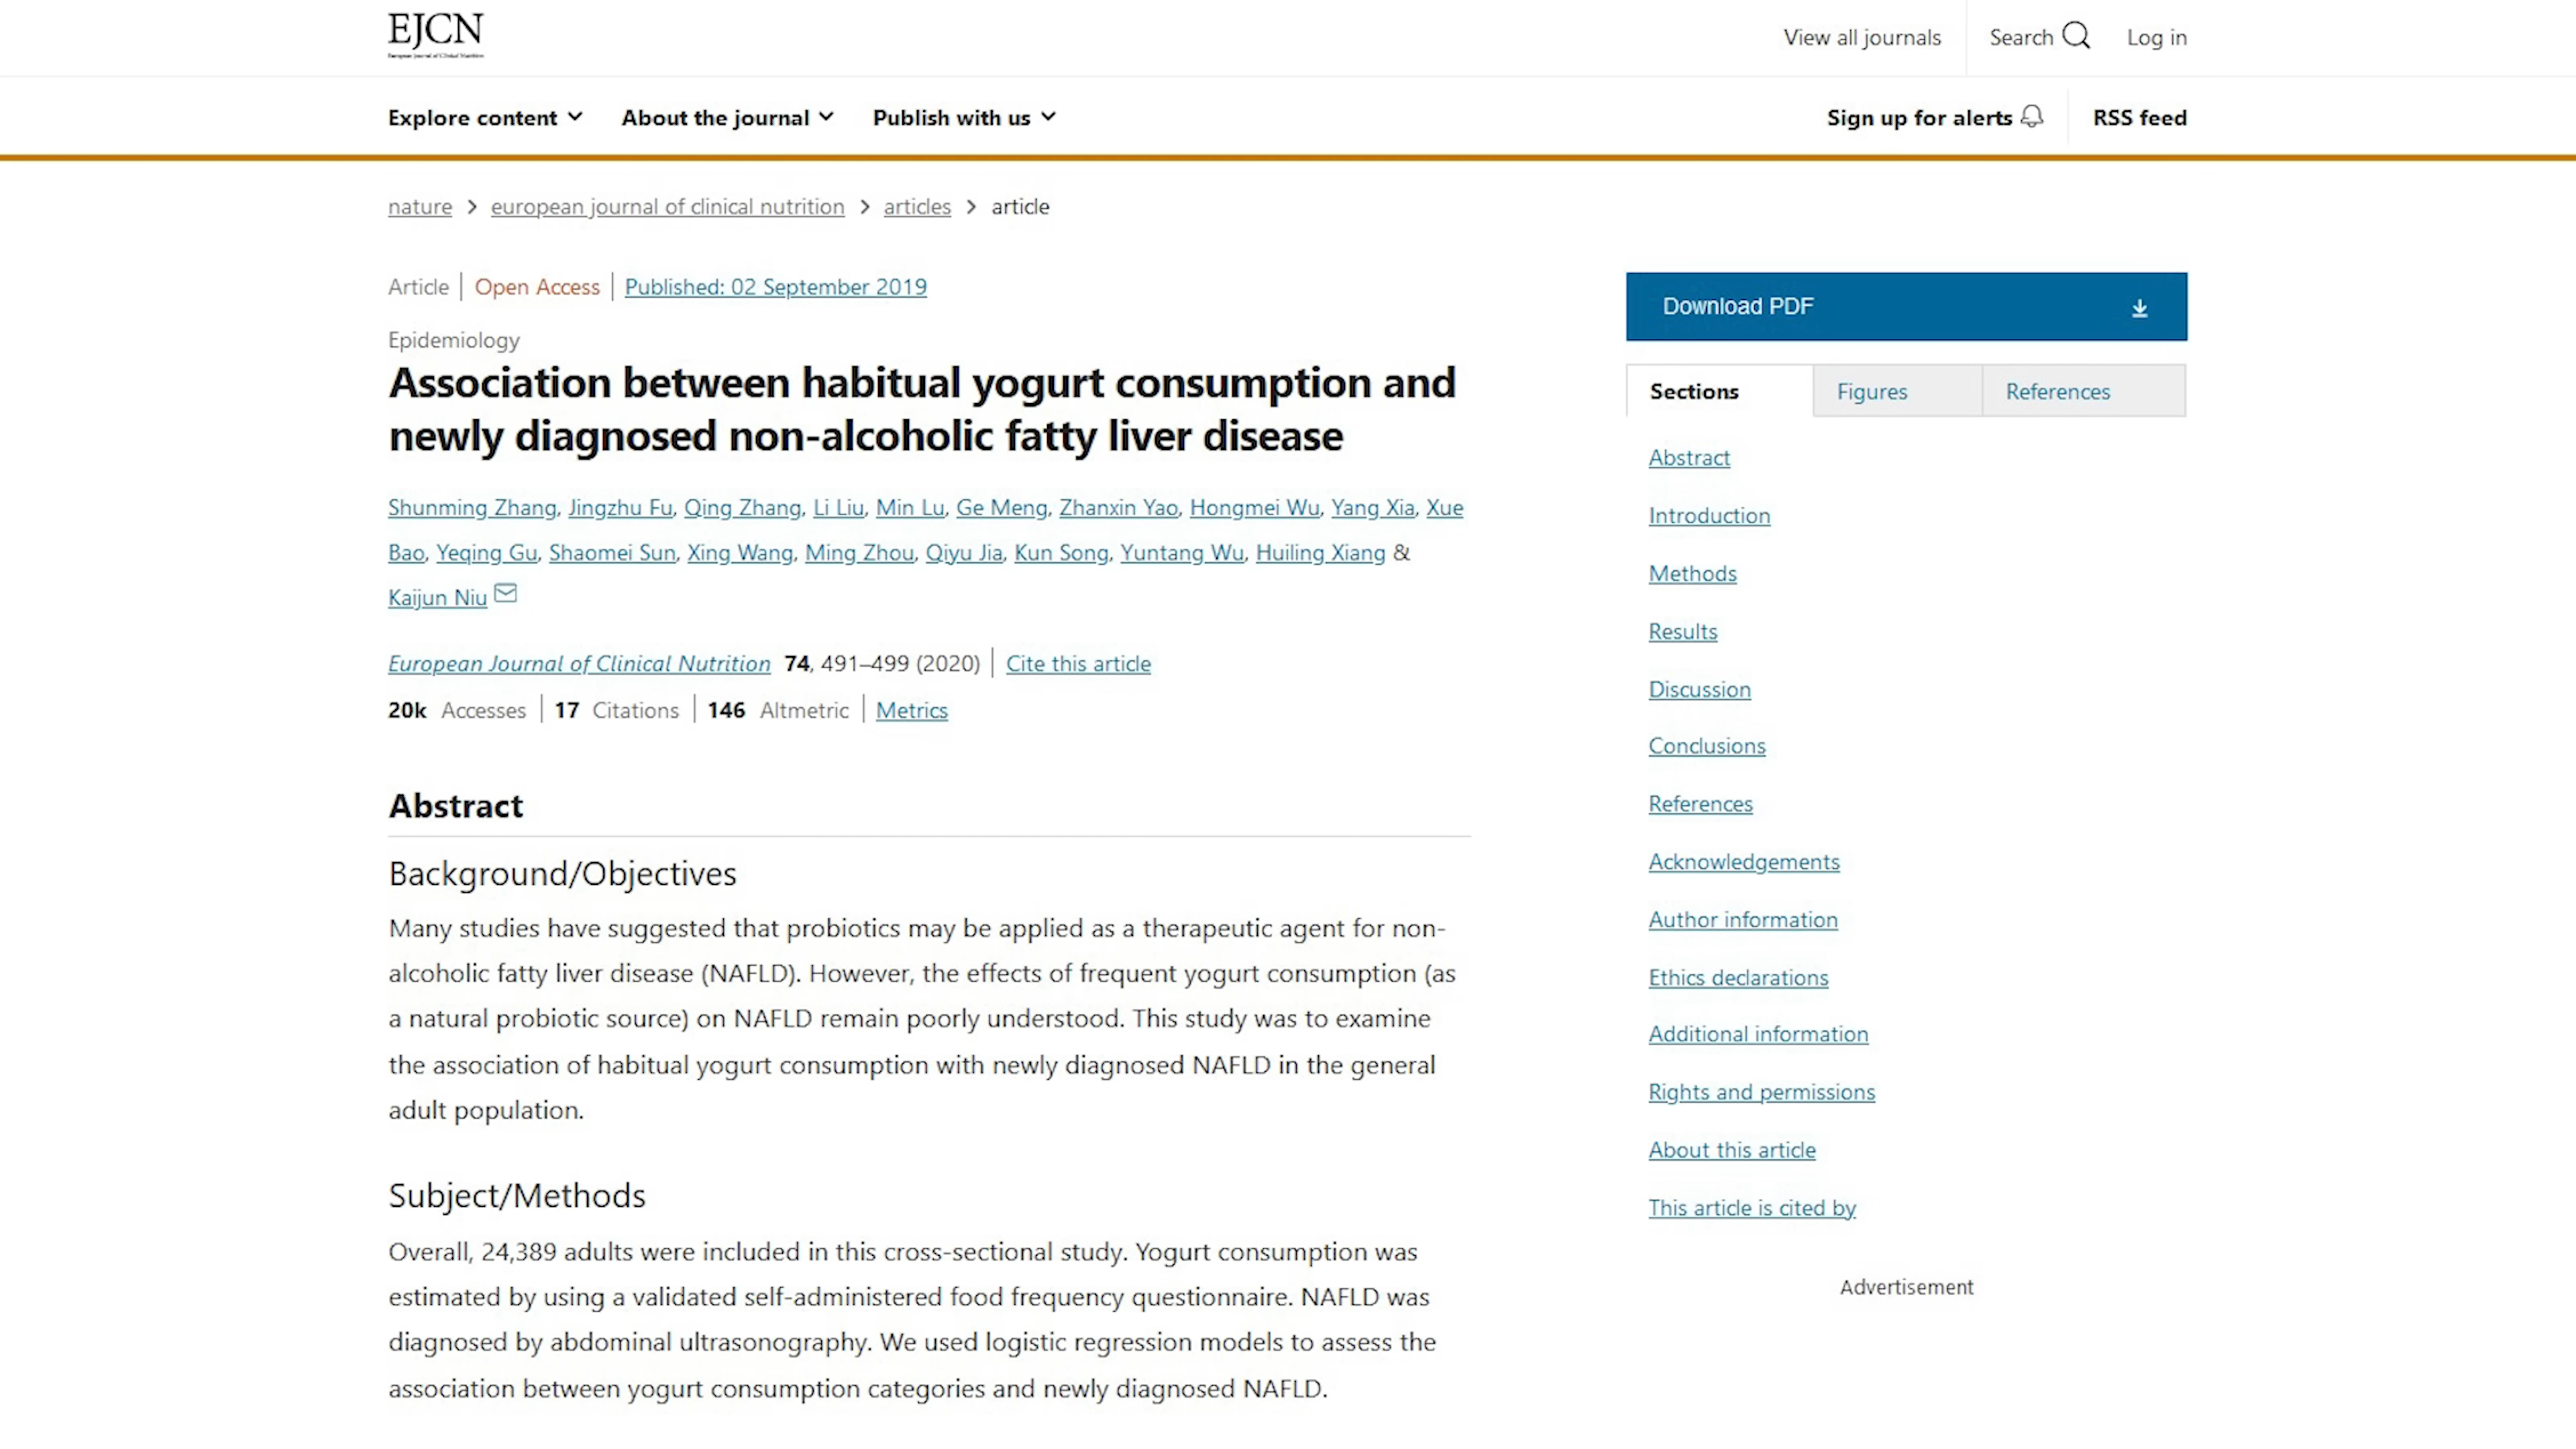 EJCN
European Journal of Clinical Nutrition
View all journals
Search
Log in
Explore content
About the journal
Publish with us
Sign up for alerts
RSS feed
nature > european journal of clinical nutrition > articles > article
Article | Open Access | Published: 02 September 2019
Epidemiology
Association between habitual yogurt consumption and
newly diagnosed non-alcoholic fatty liver disease
Shunming Zhang, Jingzhu Fu, Qing Zhang, Li Liu, Min Lu, Ge Meng, Zhanxin Yao, Hongmei Wu, Yang Xia, Xue
Bao, Yeqing Gu, Shaomei Sun, Xing Wang, Ming Zhou, Qiyu Jia, Kun Song, Yuntang Wu, Huiling Xiang &
Kaijun Niu
European Journal of Clinical Nutrition 74, 491–499 (2020) | Cite this article
20k Accesses | 17 Citations | 146 Altmetric | Metrics
Abstract
Background/Objectives
Many studies have suggested that probiotics may be applied as a therapeutic agent for non-
alcoholic fatty liver disease (NAFLD). However, the effects of frequent yogurt consumption (as
a natural probiotic source) on NAFLD remain poorly understood. This study was to examine
the association of habitual yogurt consumption with newly diagnosed NAFLD in the general
adult population.
Subject/Methods
Overall, 24,389 adults were included in this cross-sectional study. Yogurt consumption was
estimated by using a validated self-administered food frequency questionnaire. NAFLD was
diagnosed by abdominal ultrasonography. We used logistic regression models to assess the
association between yogurt consumption categories and newly diagnosed NAFLD.
Download PDF
Sections
Figures
References
Abstract
Introduction
Methods
Results
Discussion
Conclusions
References
Acknowledgements
Author information
Ethics declarations
Additional information
Rights and permissions
About this article
This article is cited by
Advertisement